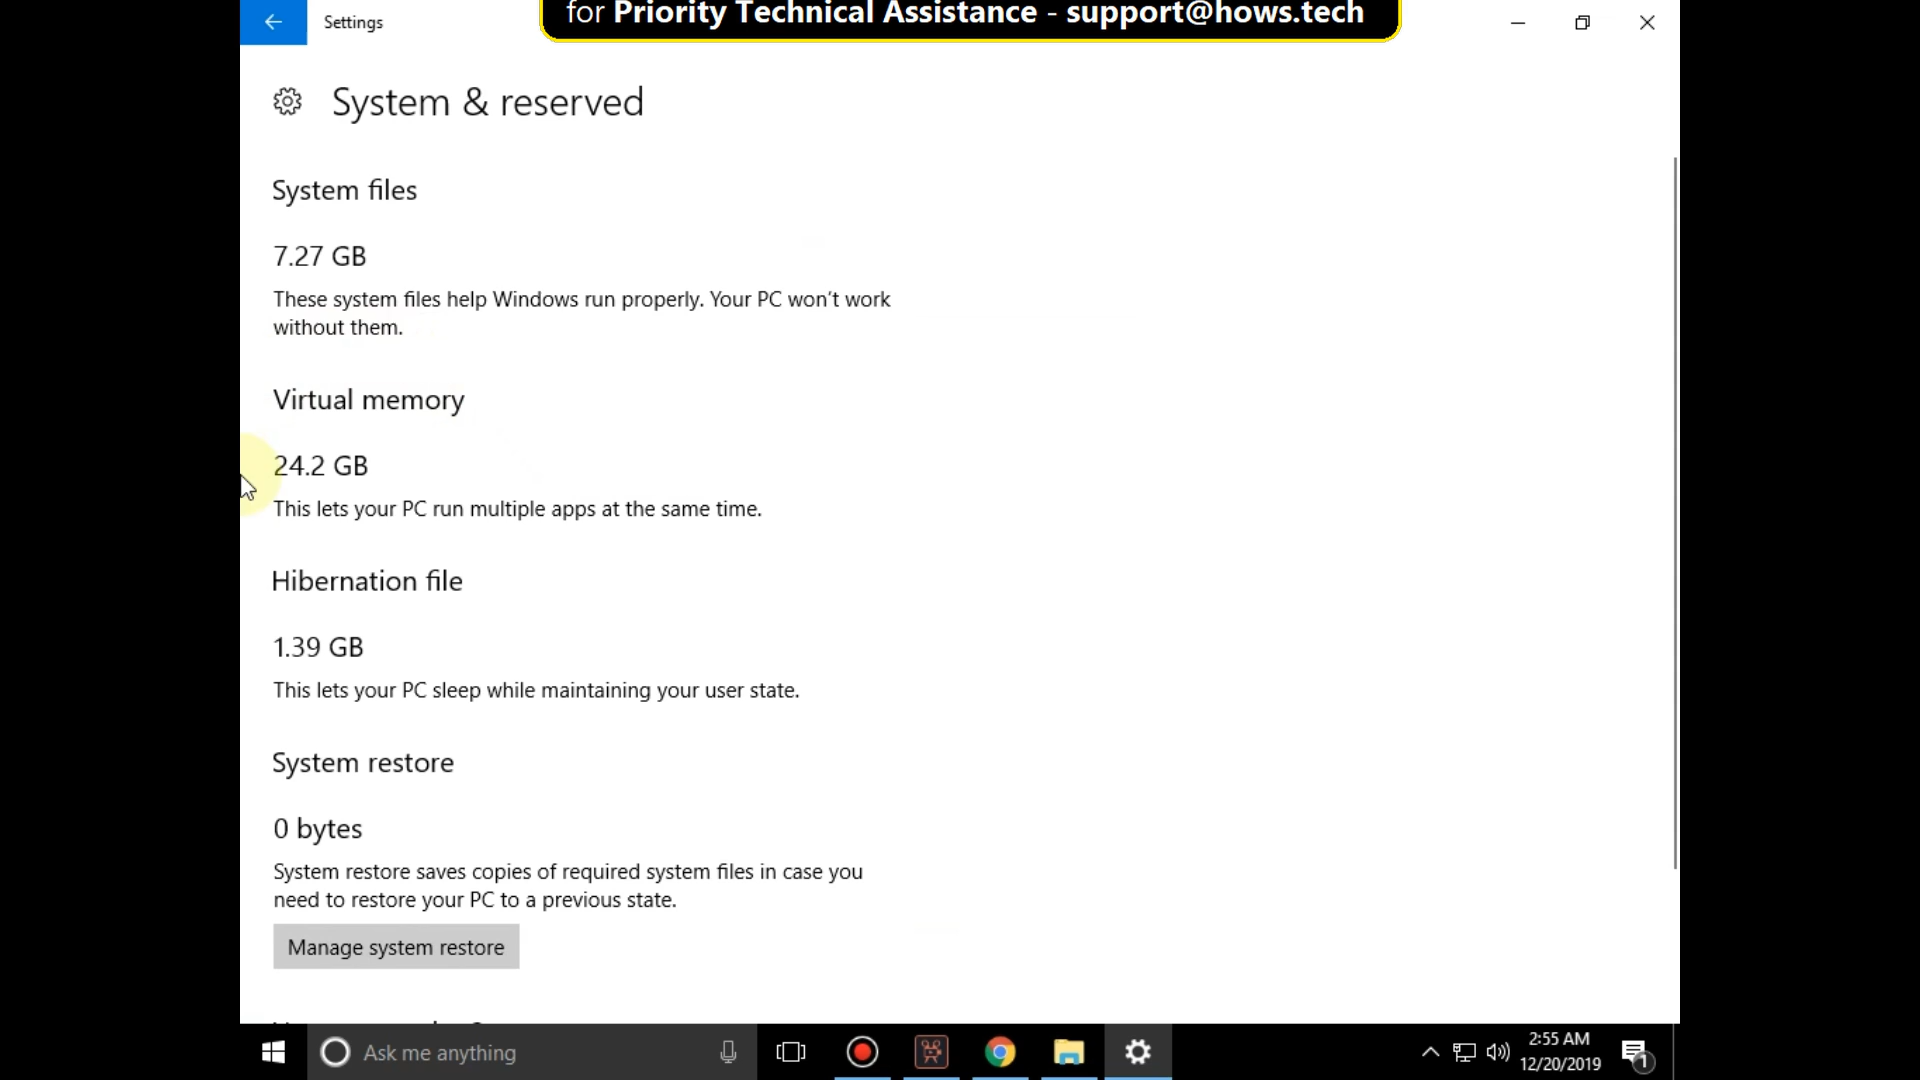 for Priority Technical Assistance - support@hows.tech
Settings
System & reserved
System files
7.27 GB
These system files help Windows run properly. Your PC won't work
without them.
Virtual memory
24.2 GB
This lets your PC run multiple apps at the same time.
Hibernation file
1.39 GB
This lets your PC sleep while maintaining your user state.
System restore
0 bytes
System restore saves copies of required system files in case you
need to restore your PC to a previous state.
Manage system restore
Ask me anything
2:55 AM
12/20/2019
1